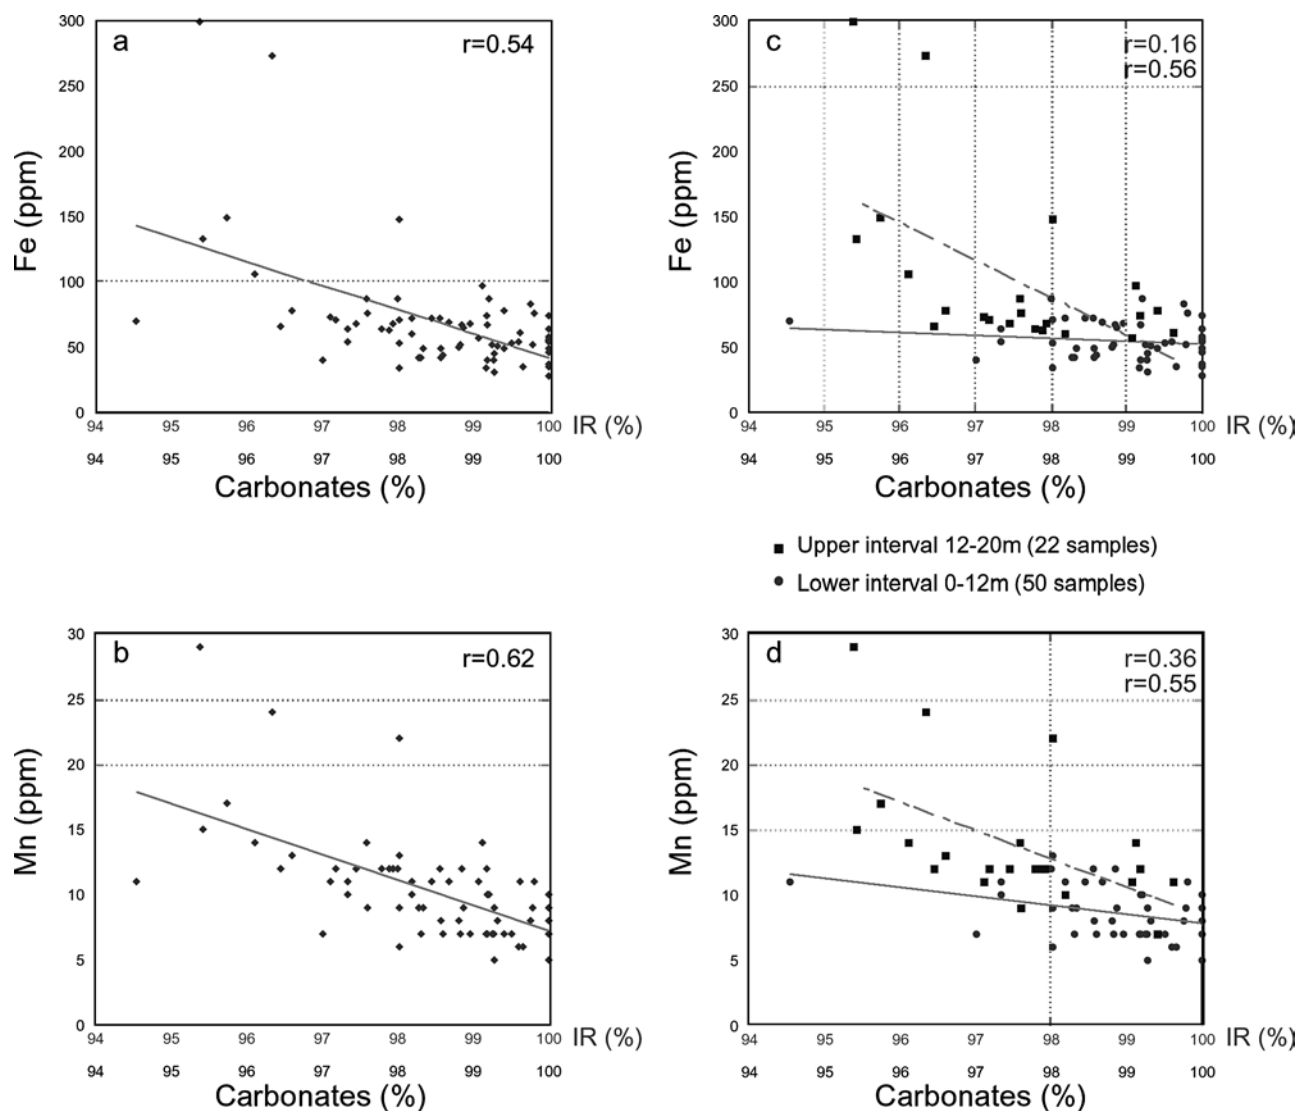 a
r=0.54
300
250
200
150
100
50
0
Fe (ppm)
94 95 96 97 98 99 100 IR (%)
94 95 96 97 98 99 100
Carbonates (%)
c
r=0.16
r=0.56
300
250
200
150
100
50
0
Fe (ppm)
94 95 96 97 98 99 100 IR (%)
94 95 96 97 98 99 100
Carbonates (%)
Upper interval 12-20m (22 samples)
Lower interval 0-12m (50 samples)
b
r=0.62
30
25
20
15
10
5
0
Mn (ppm)
94 95 96 97 98 99 100 IR (%)
94 95 96 97 98 99 100
Carbonates (%)
d
r=0.36
r=0.55
30
25
20
15
10
5
0
Mn (ppm)
94 95 96 97 98 99 100 IR (%)
94 95 96 97 98 99 100
Carbonates (%)